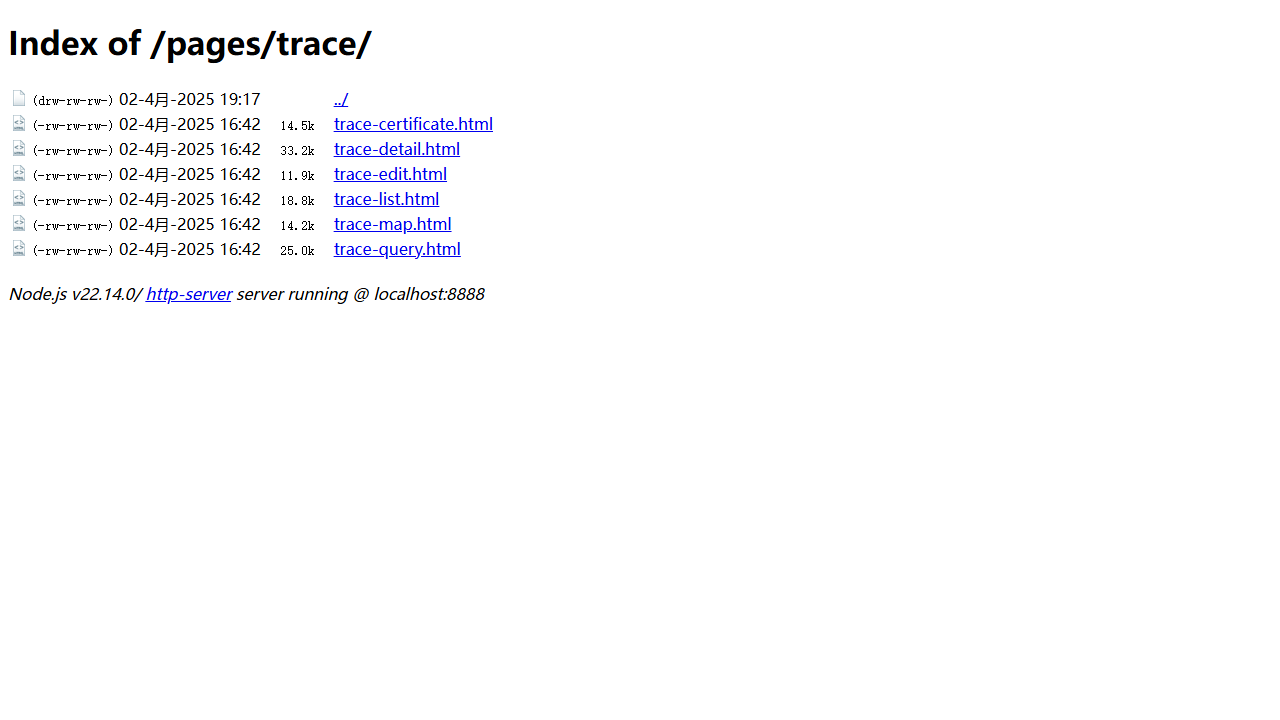 Index of /pages/trace/
(drw-rw-rw-) 02-4月-2025 19:17 ../
(-rw-rw-rw-) 02-4月-2025 16:42 14.5k trace-certificate.html
(-rw-rw-rw-) 02-4月-2025 16:42 33.2k trace-detail.html
(-rw-rw-rw-) 02-4月-2025 16:42 11.9k trace-edit.html
(-rw-rw-rw-) 02-4月-2025 16:42 18.8k trace-list.html
(-rw-rw-rw-) 02-4月-2025 16:42 14.2k trace-map.html
(-rw-rw-rw-) 02-4月-2025 16:42 25.0k trace-query.html
Node.js v22.14.0/ http-server server running @ localhost:8888